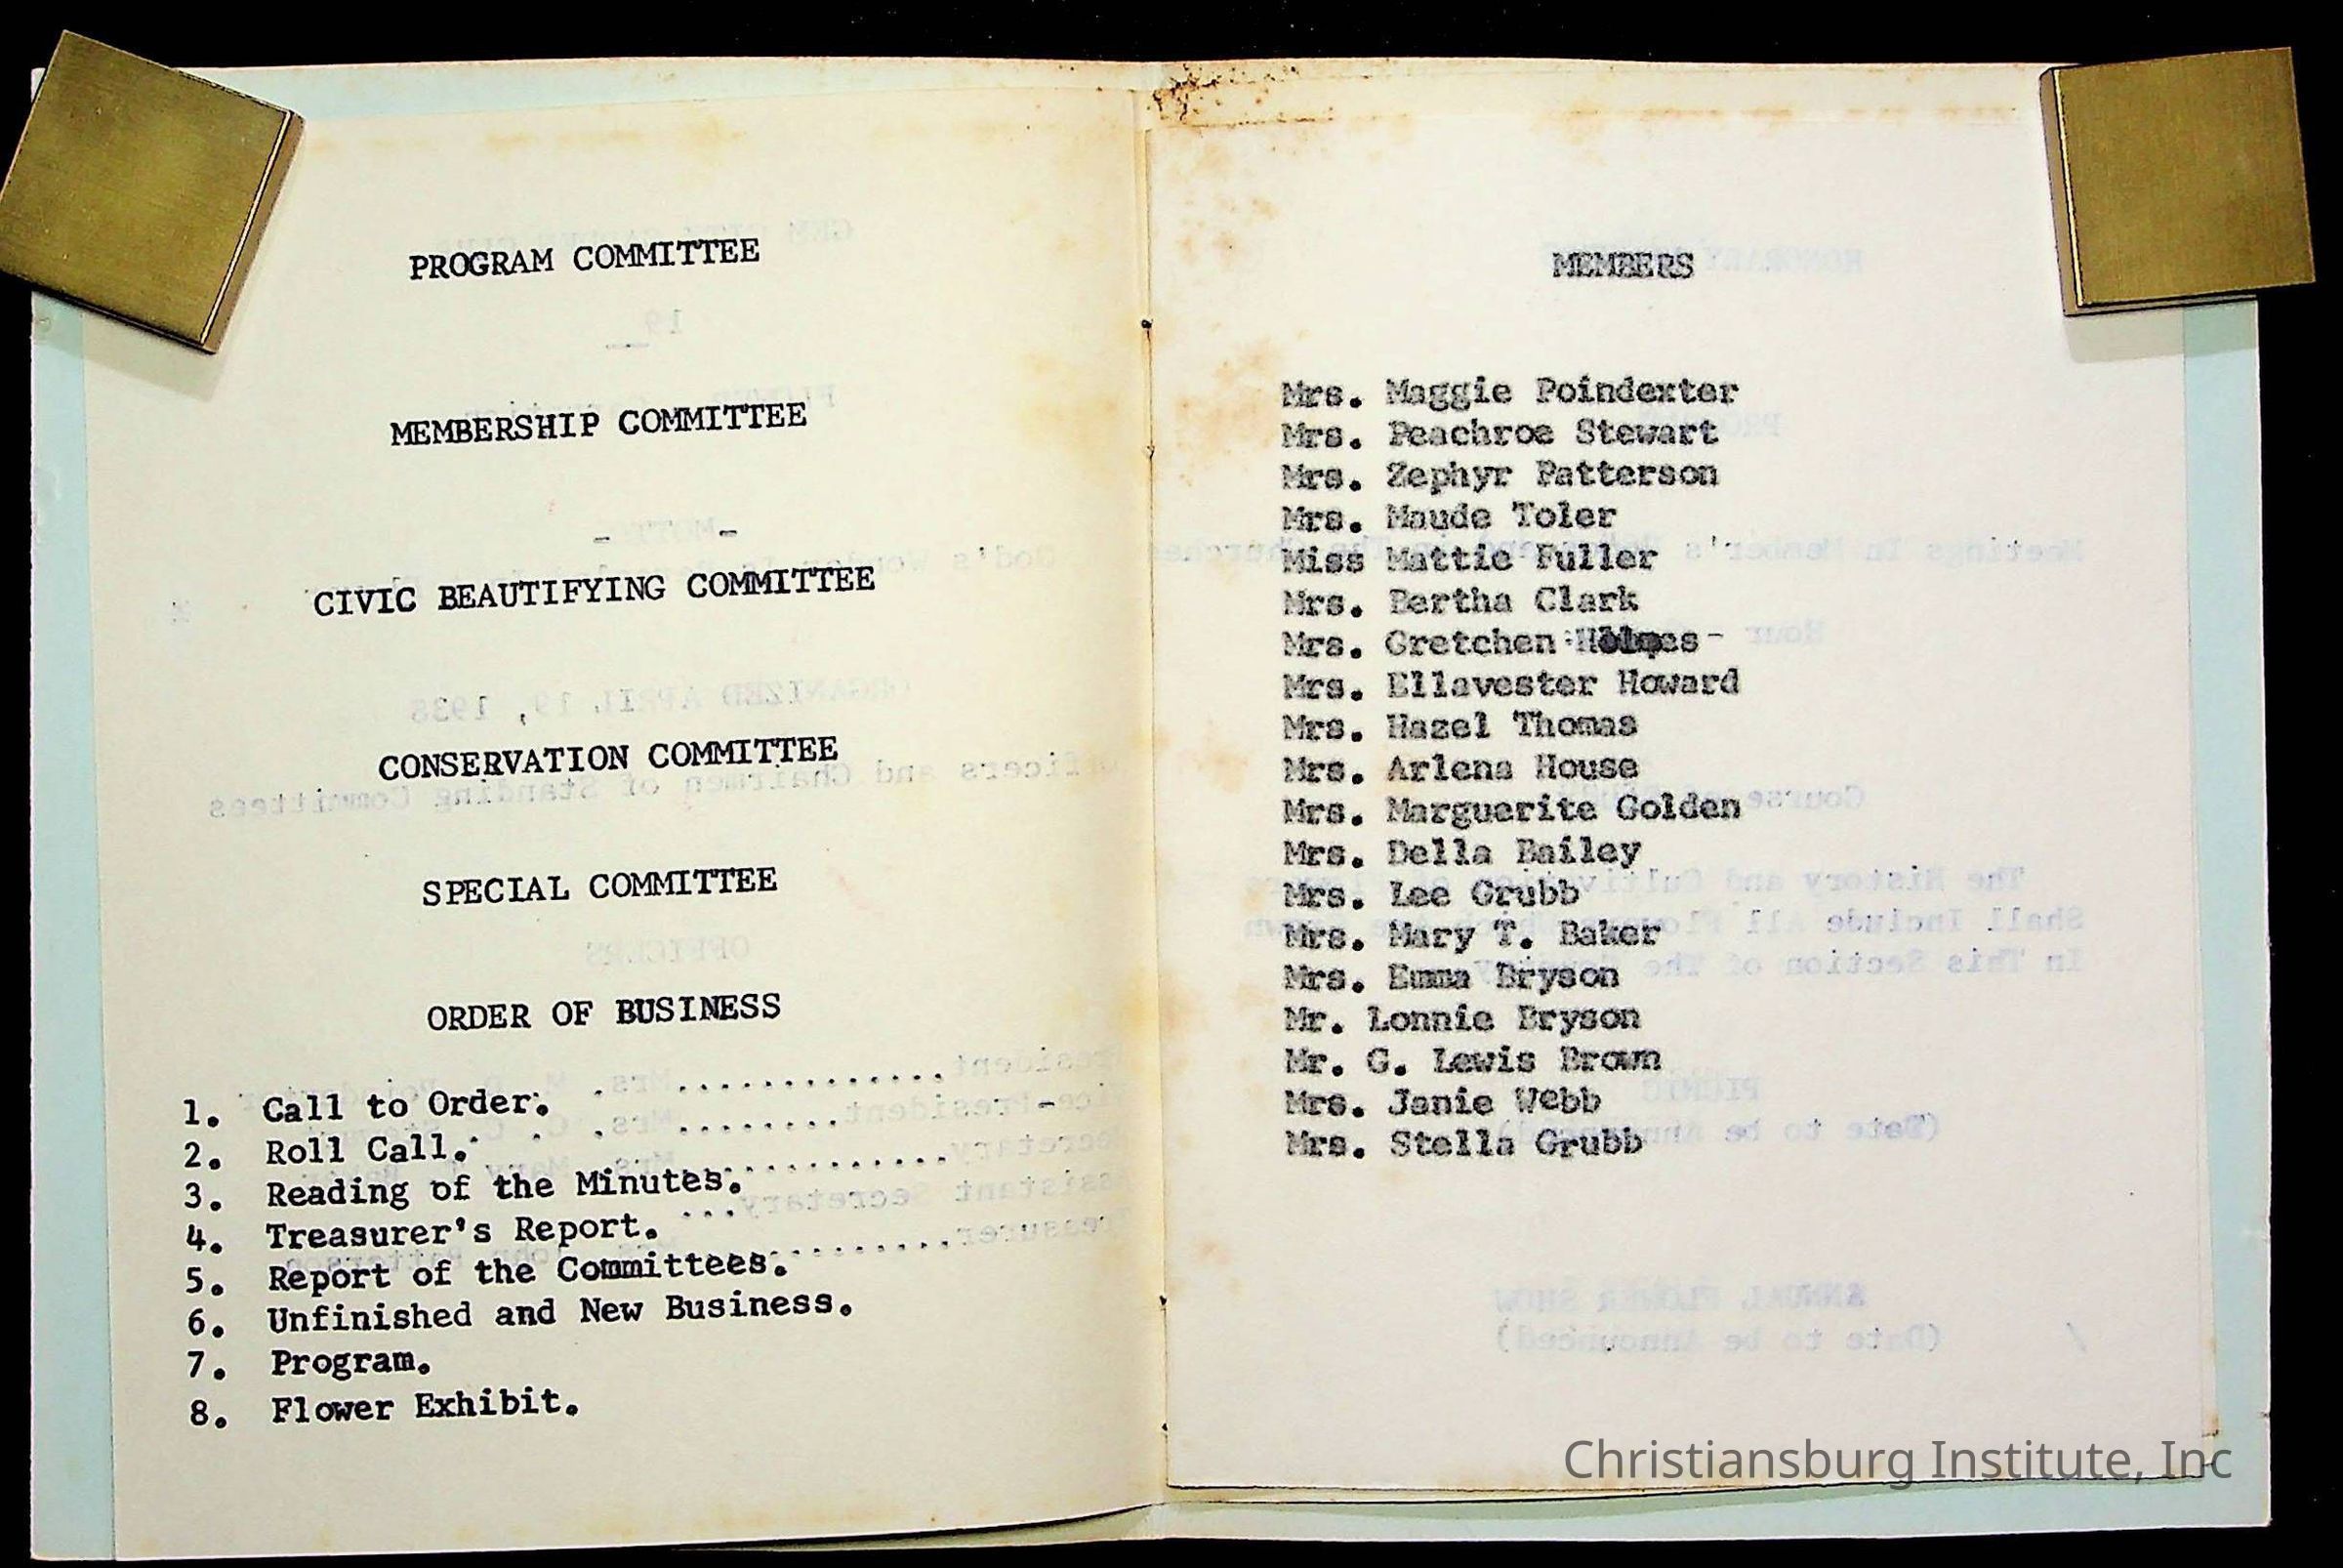 PROGRAM COMMITTEE
MEMBERSHIP COMMITTEE
CIVIC BEAUTIFYING COMMITTEE
CONSERVATION COMMITTEE
SPECIAL COMMITTEE
ORDER OF BUSINESS
1. Call to Order.
2. Roll Call.
3. Reading of the Minutes.
4. Treasurer's Report.
5. Report of the Committees.
6. Unfinished and New Business.
7. Program.
8. Flower Exhibit.
MEMBERS
Mrs. Maggie Poindexter
Mrs. Peachroe Stewart
Mrs. Zephyr Patterson
Mrs. Maude Toler
Miss Mattie Fuller
Mrs. Bertha Clark
Mrs. Gretchen
Mrs. Ellavester Howard
Mrs. Hazel Thomas
Mrs. Arlena House
Mrs. Marguerite Golden
Mrs. Della Bailey
Mrs. Lee Grubb
Mrs. Mary T. Baker
Mrs. Emma Bryson
Mr. Lonnie Bryson
Mr. G. Lewis Brown
Mrs. Janie Webb
Mrs. Stella Grubb
Christiansburg Institute, Inc